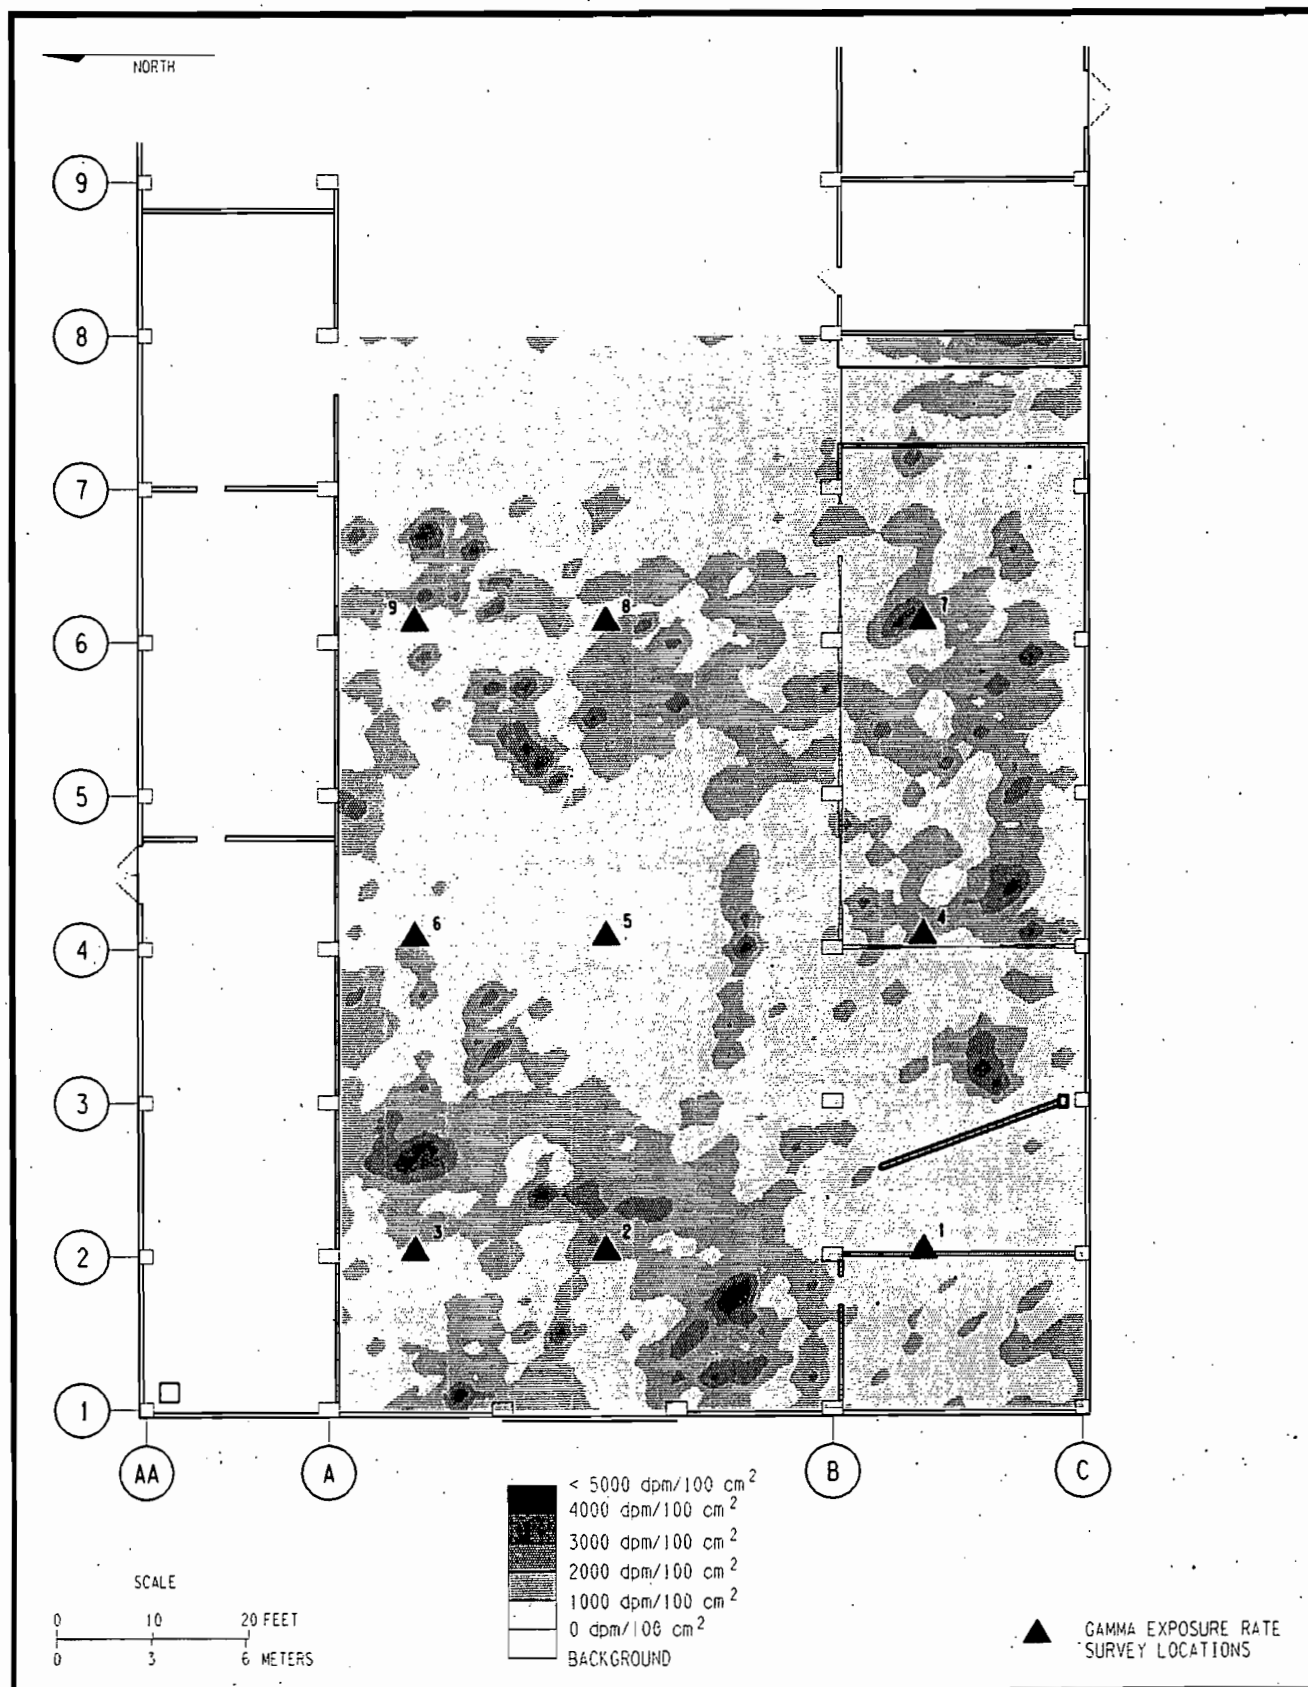 NORTH
9
8
7
9
8
7
6
5
6
5
4
4
3
3
2
1
2
1
AA
A
B
C
< 5000 dpm/100 cm²
4000 dpm/100 cm²
3000 dpm/100 cm²
2000 dpm/100 cm²
1000 dpm/100 cm²
0 dpm/100 cm²
BACKGROUND
SCALE
0 10 20 FEET
0 3 6 METERS
GAMMA EXPOSURE RATE
SURVEY LOCATIONS